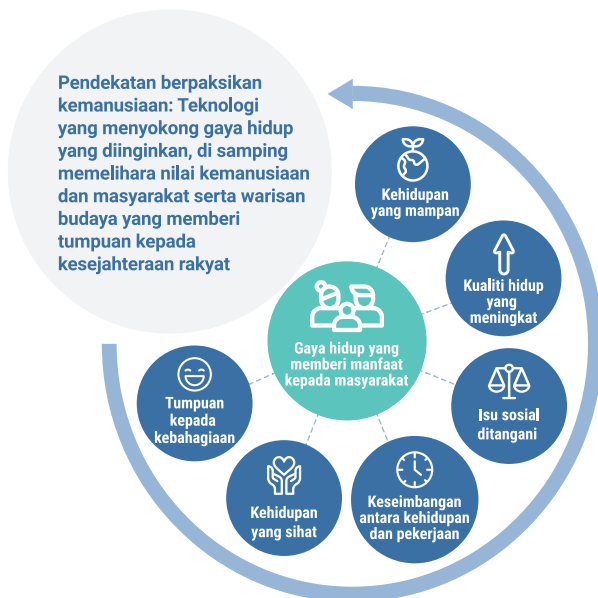 Pendekatan berpaksikan
kemanusiaan: Teknologi
yang menyokong gaya hidup
yang diinginkan, di samping
memelihara nilai kemanusiaan
dan masyarakat serta warisan
budaya yang memberi
tumpuan kepada
kesejahteraan rakyat
Kehidupan
yang mampan
Kualiti hidup
yang
meningkat
Gaya hidup yang
memberi manfaat
kepada masyarakat
Isu sosial
ditangani
Tumpuan
kepada
kebahagiaan
Kehidupan
yang sihat
Keseimbangan
antara kehidupan
dan pekerjaan